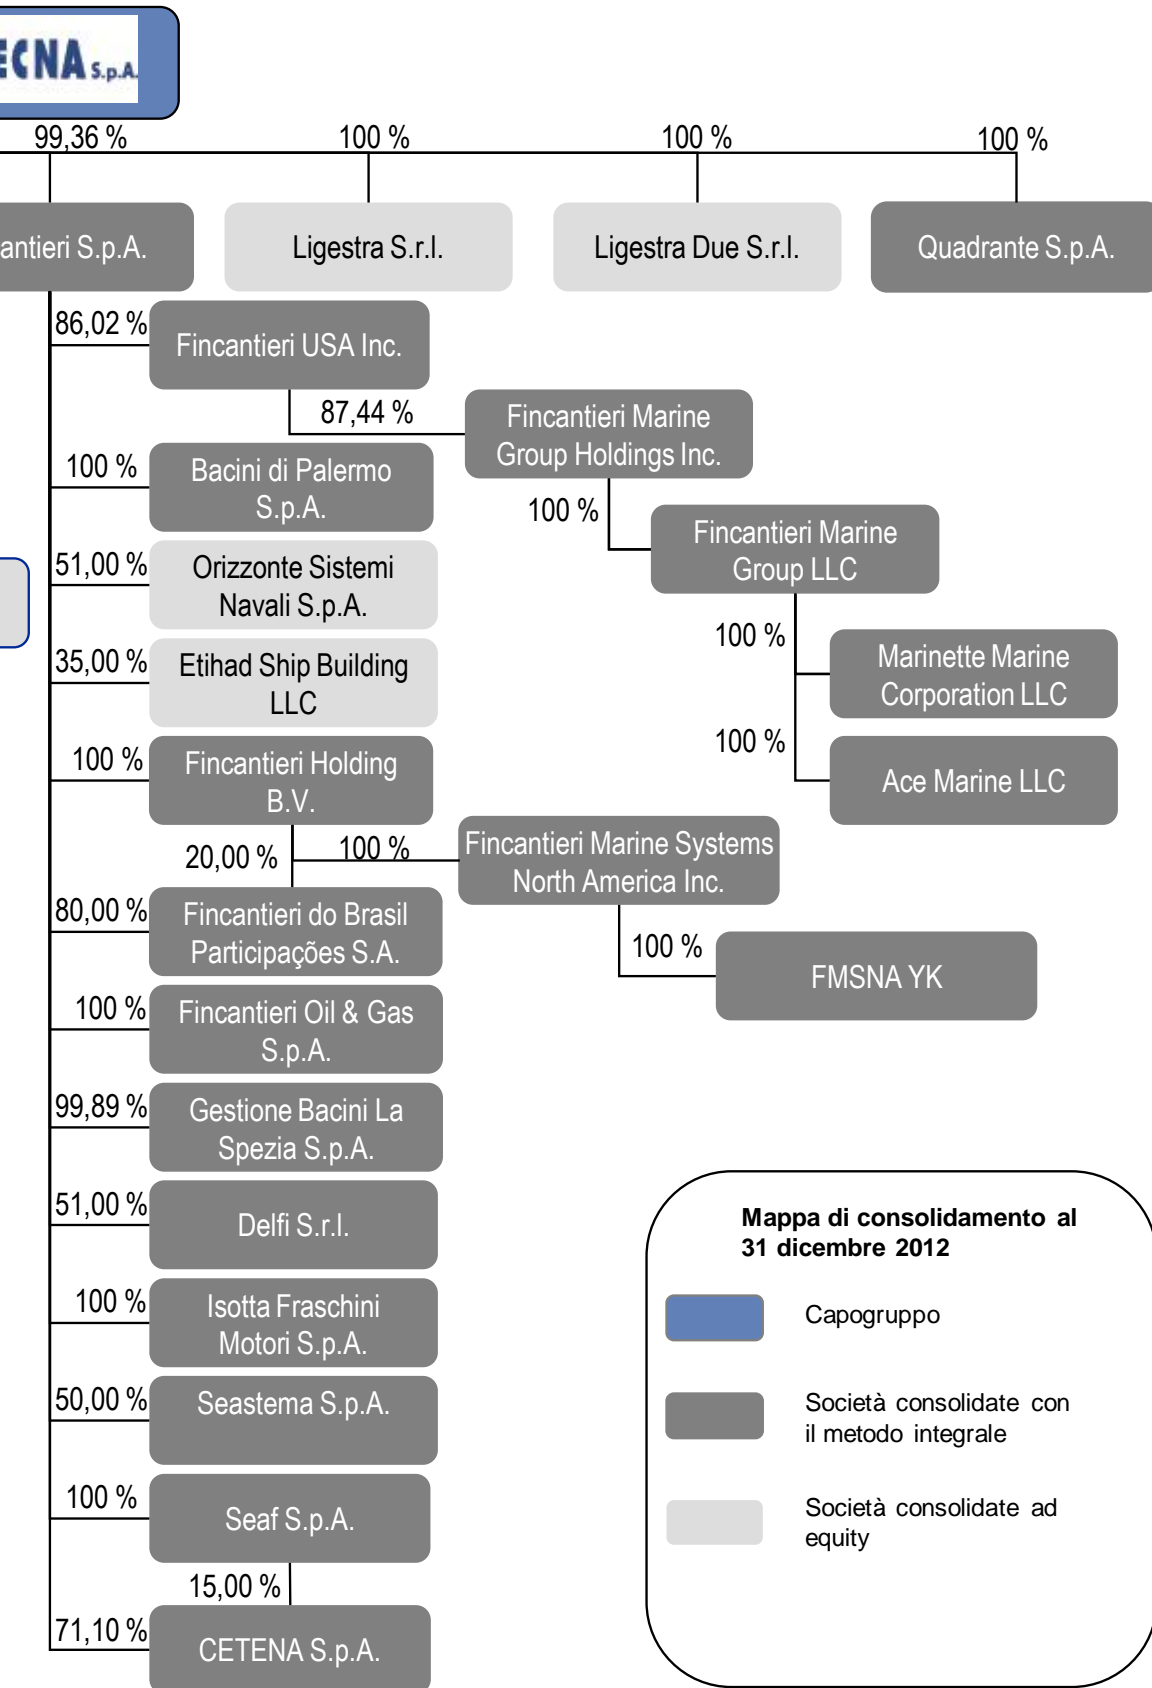 ECNA S.p.A.
99,36 %
100 %
100 %
100 %
antieri S.p.A.
Ligestra S.r.l.
Ligestra Due S.r.l.
Quadrante S.p.A.
86,02 %
Fincantieri USA Inc.
87,44 %
Fincantieri Marine
Group Holdings Inc.
100 %
Bacini di Palermo
S.p.A.
100 %
Fincantieri Marine
Group LLC
51,00 %
Orizzonte Sistemi
Navali S.p.A.
100 %
Marinette Marine
Corporation LLC
35,00 %
Etihad Ship Building
LLC
100 %
Ace Marine LLC
100 %
Fincantieri Holding
B.V.
20,00 %
100 %
Fincantieri Marine Systems
North America Inc.
80,00 %
Fincantieri do Brasil
Participações S.A.
100 %
FMSNA YK
100 %
Fincantieri Oil & Gas
S.p.A.
99,89 %
Gestione Bacini La
Spezia S.p.A.
51,00 %
Delfi S.r.l.
100 %
Isotta Fraschini
Motori S.p.A.
50,00 %
Seastema S.p.A.
100 %
Seaf S.p.A.
15,00 %
71,10 %
CETENA S.p.A.
Mappa di consolidamento al
31 dicembre 2012
Capogruppo
Società consolidate con
il metodo integrale
Società consolidate ad
equity